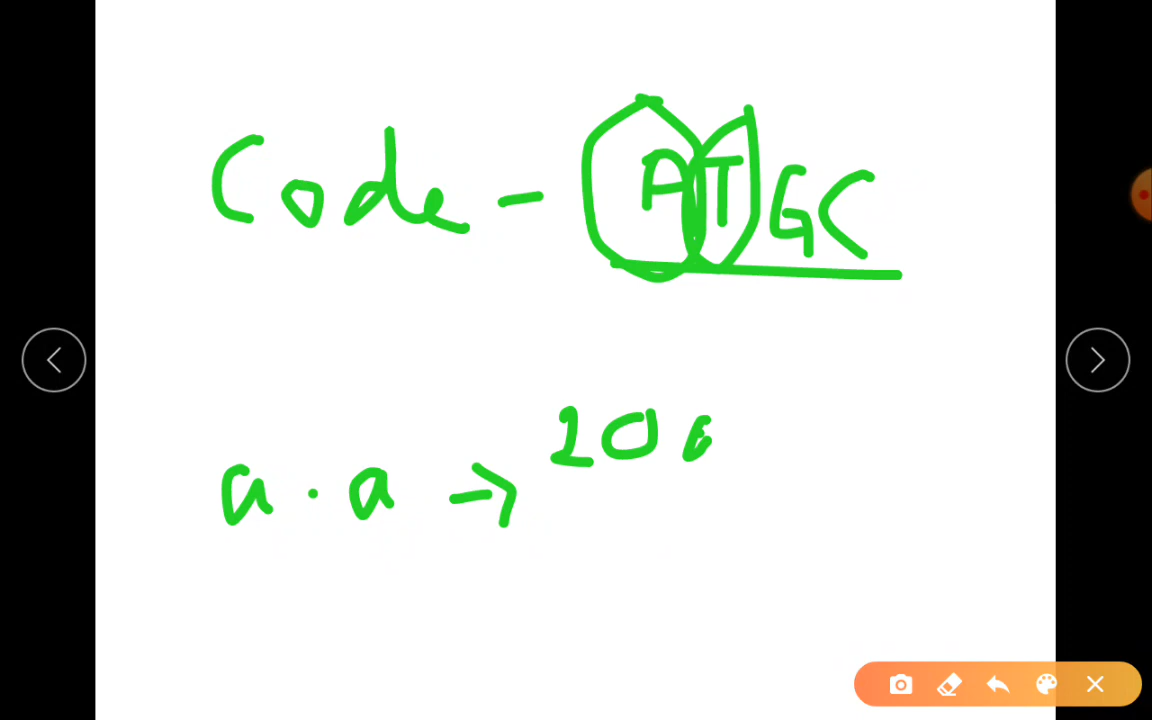 Code - ATGC
a. a → 20